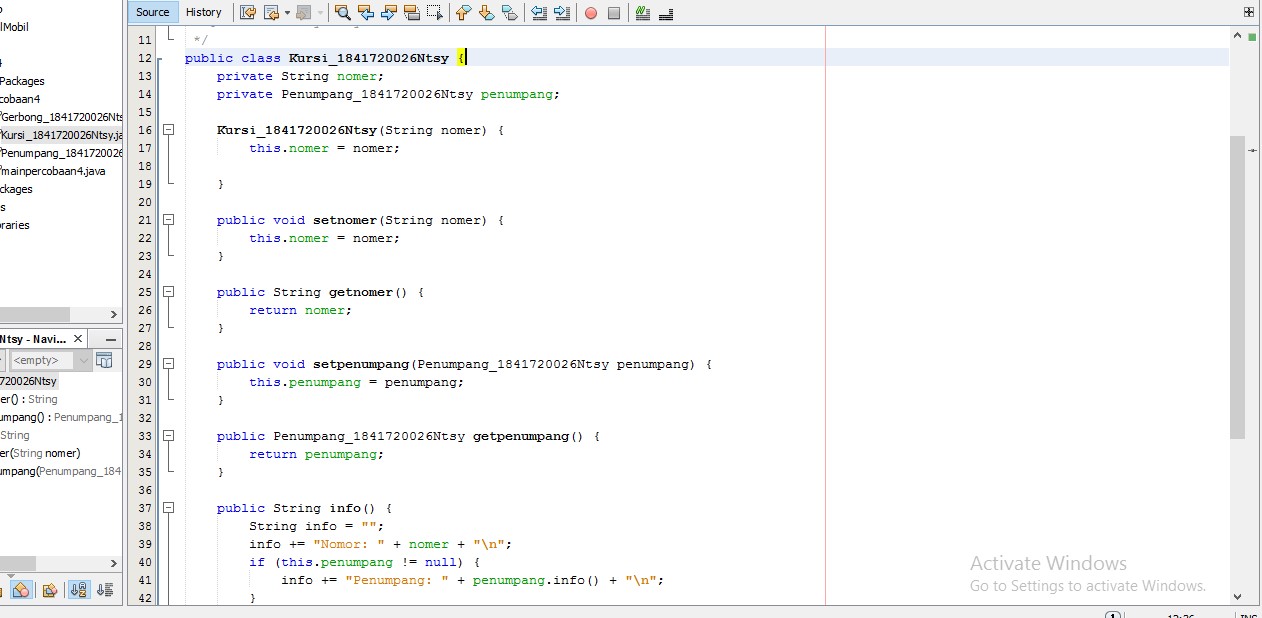 Source History
lMobil
Packages
cobaan4
Gerbong_1841720026Nts
Kursi_1841720026Ntsy.ja
Penumpang_1841720026
mainpercobaan4.java
ckages
s
raries
Ntsy - Navi...
<empty>
720026Ntsy
er() : String
umpang() : Penumpang_1
String
er(String nomer)
umpang(Penumpang_184
11 */
12 public class Kursi_1841720026Ntsy {
13 private String nomer;
14 private Penumpang_1841720026Ntsy penumpang;
15
16 Kursi_1841720026Ntsy(String nomer) {
17 this.nomer = nomer;
18
19 }
20
21 public void setnomer(String nomer) {
22 this.nomer = nomer;
23 }
24
25 public String getnomer() {
26 return nomer;
27 }
28
29 public void setpenumpang(Penumpang_1841720026Ntsy penumpang) {
30 this.penumpang = penumpang;
31 }
32
33 public Penumpang_1841720026Ntsy getpenumpang() {
34 return penumpang;
35 }
36
37 public String info() {
38 String info = "";
39 info += "Nomor: " + nomer + "\n";
40 if (this.penumpang != null) {
41 info += "Penumpang: " + penumpang.info() + "\n";
42 }
Activate Windows
Go to Settings to activate Windows.